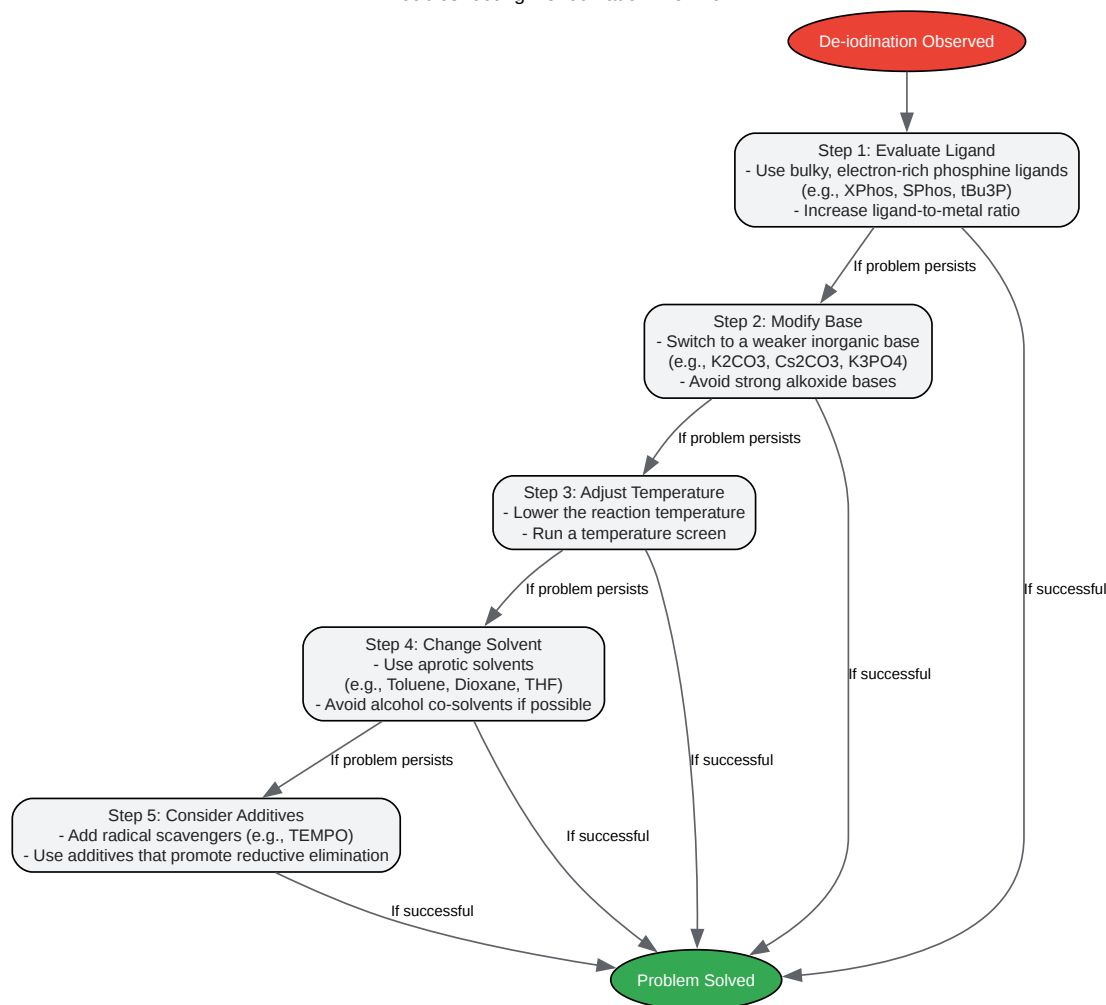 De-iodination Observed
Step 1: Evaluate Ligand
- Use bulky, electron-rich phosphine ligands
(e.g., XPhos, SPhos, tBu3P)
- Increase ligand-to-metal ratio
If problem persists
Step 2: Modify Base
- Switch to a weaker inorganic base
(e.g., K2CO3, Cs2CO3, K3PO4)
- Avoid strong alkoxide bases
If problem persists
Step 3: Adjust Temperature
- Lower the reaction temperature
- Run a temperature screen
If problem persists
If successful
Step 4: Change Solvent
- Use aprotic solvents
(e.g., Toluene, Dioxane, THF)
- Avoid alcohol co-solvents if possible
If successful
If problem persists
If successful
Step 5: Consider Additives
- Add radical scavengers (e.g., TEMPO)
- Use additives that promote reductive elimination
If successful
If successful
Problem Solved